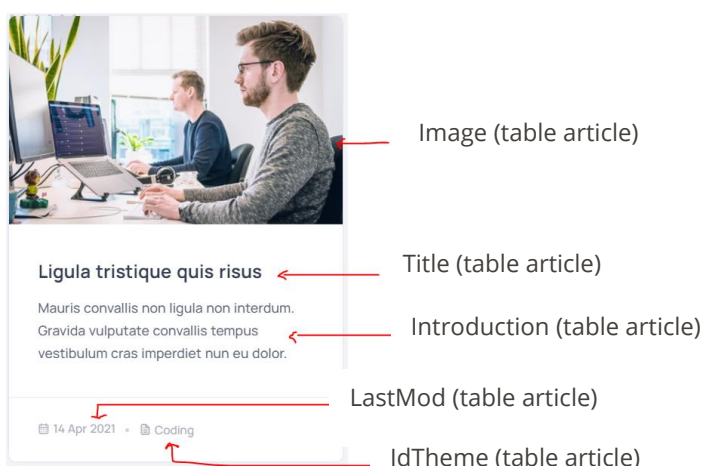 Image (table article)
Ligula tristique quis risus
Title (table article)
Mauris convallis non ligula non interdum.
Gravida vulputate convallis tempus
vestibulum cras imperdiet nun eu dolor.
Introduction (table article)
LastMod (table article)
14 Apr 2021 • Coding
IdTheme (table article)